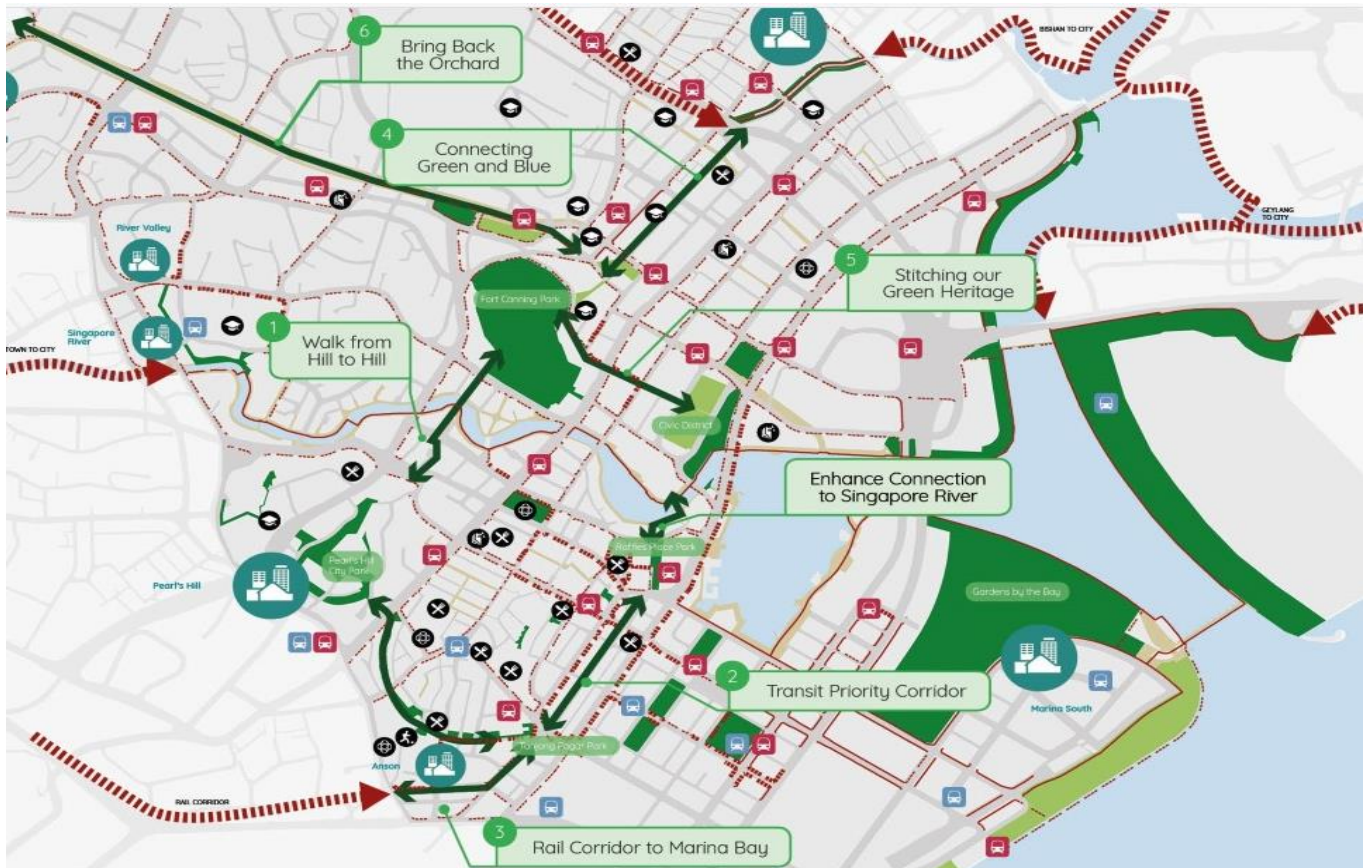 BISHAN TO CITY
6
Bring Back
the Orchard
4
Connecting
Green and Blue
GEYLANG
TO CITY
River Valley
5
Stitching our
Green Heritage
Fort Canning Park
Singapore
River
1
Walk from
Hill to Hill
TOWN TO CITY
Civic District
Enhance Connection
to Singapore River
Raffles Place Park
Pearl's Hill
City Park
Pearl's Hill
Gardens by the Bay
2
Transit Priority Corridor
Marina South
Tanjong Pagar Park
Anson
RAIL CORRIDOR
3
Rail Corridor to Marina Bay